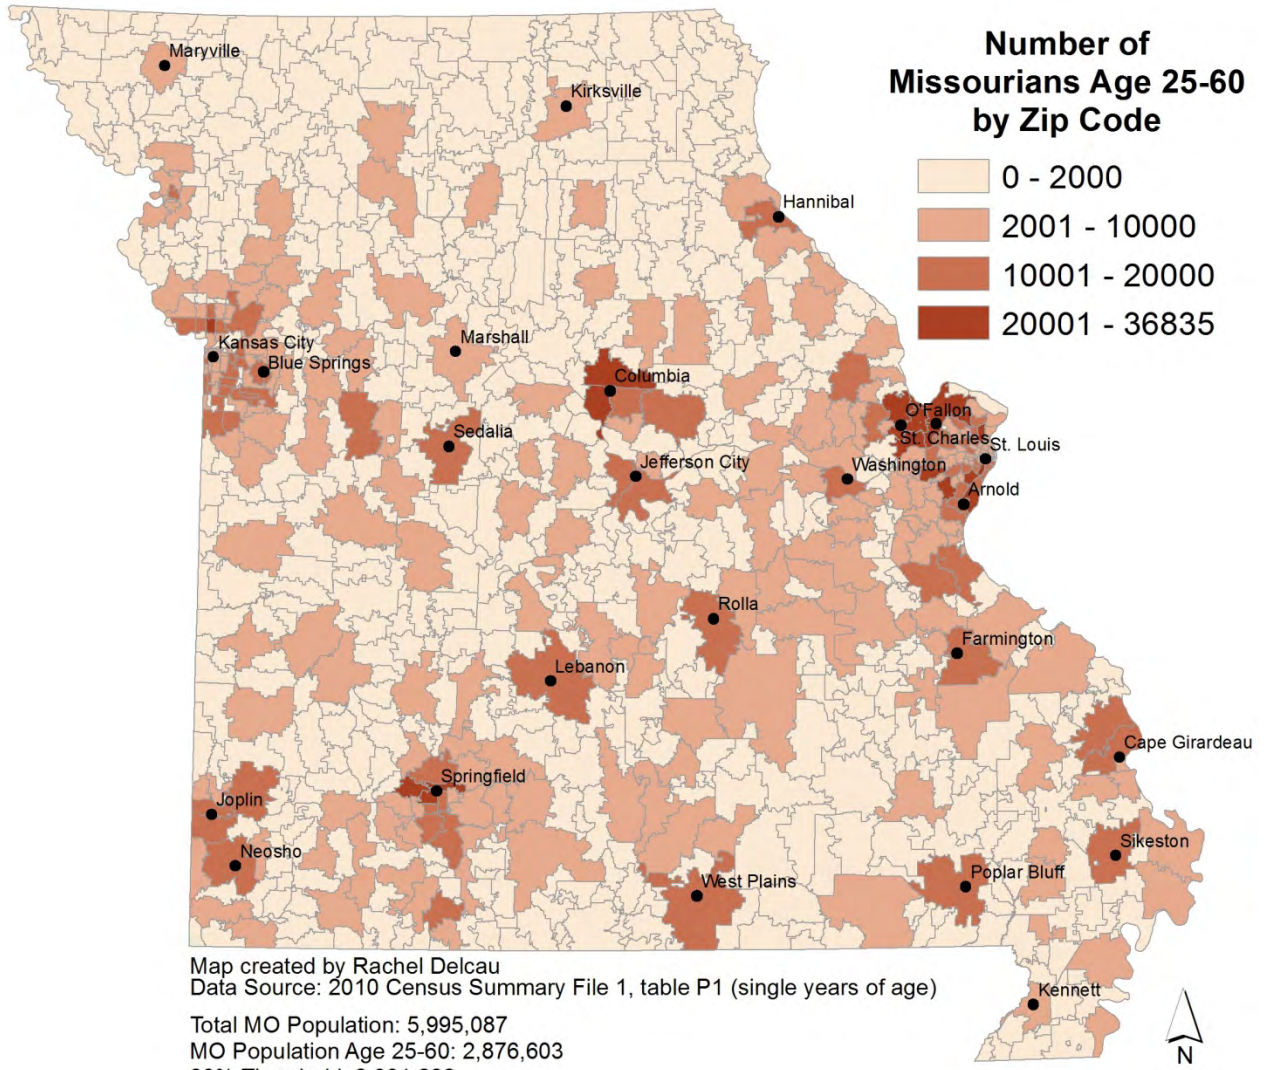 Number of
Missourians Age 25-60
by Zip Code
0 - 2000
2001 - 10000
10001 - 20000
20001 - 36835
Maryville
Kirksville
Hannibal
Kansas City
Blue Springs
Marshall
Columbia
O'Fallon
St. Charles
St. Louis
Sedalia
Jefferson City
Washington
Arnold
Rolla
Farmington
Lebanon
Cape Girardeau
Springfield
Joplin
Neosho
Sikeston
Poplar Bluff
West Plains
Kennett
Map created by Rachel Delcau
Data Source: 2010 Census Summary File 1, table P1 (single years of age)
Total MO Population: 5,995,087
MO Population Age 25-60: 2,876,603
N